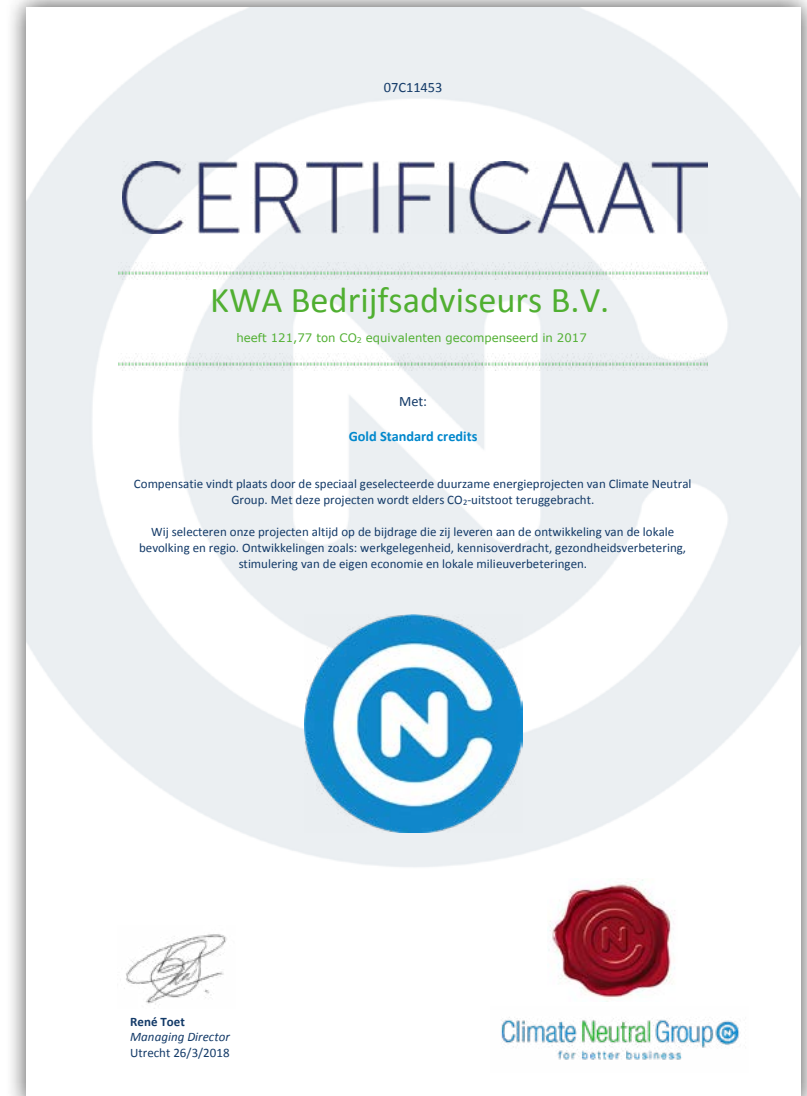 07C11453
CERTIFICAAT
KWA Bedrijfsadviseurs B.V.
heeft 121,77 ton CO₂ equivalenten gecompenseerd in 2017
Met:
Gold Standard credits
Compensatie vindt plaats door de speciaal geselecteerde duurzame energieprojecten van Climate Neutral
Group. Met deze projecten wordt elders CO₂-uitstoot teruggebracht.
Wij selecteren onze projecten altijd op de bijdrage die zij leveren aan de ontwikkeling van de lokale
bevolking en regio. Ontwikkelingen zoals: werkgelegenheid, kennisoverdracht, gezondheidsverbetering,
stimulering van de eigen economie en lokale milieuverbeteringen.
CN
CN
René Toet
Managing Director
Utrecht 26/3/2018
Climate Neutral Group CN
for better business